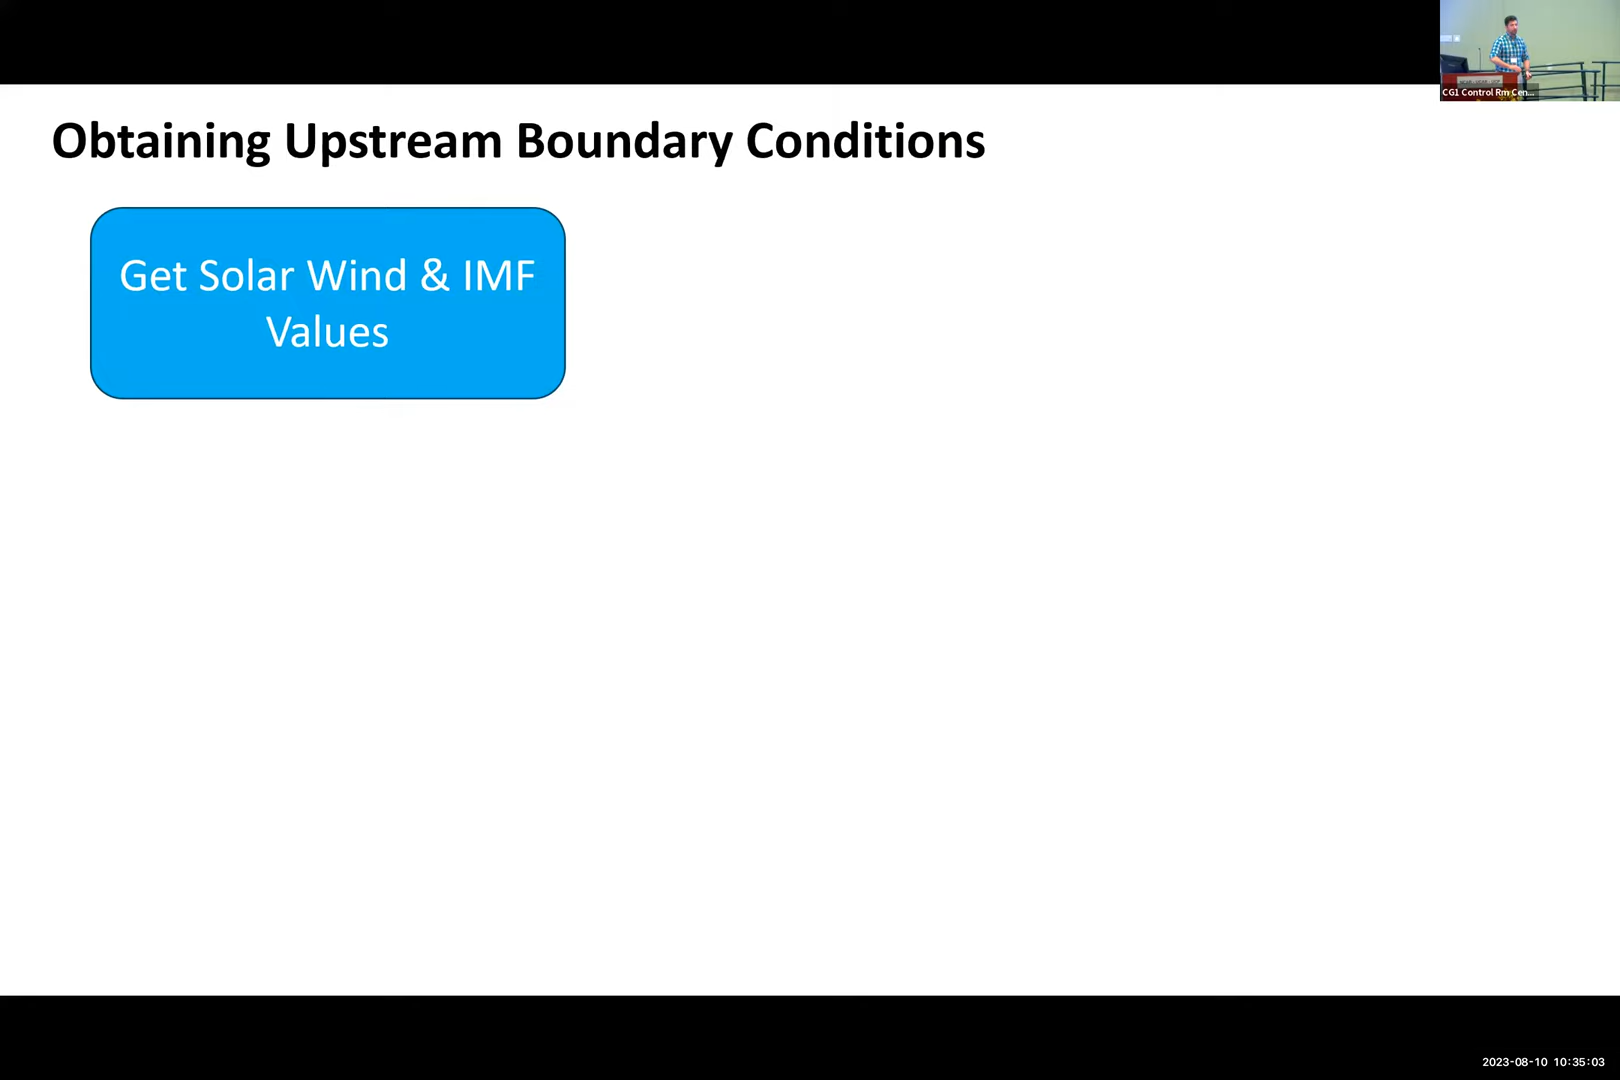 CG1 Control Rm Cen...
Obtaining Upstream Boundary Conditions
Get Solar Wind & IMF
Values
2023-08-10 10:35:03